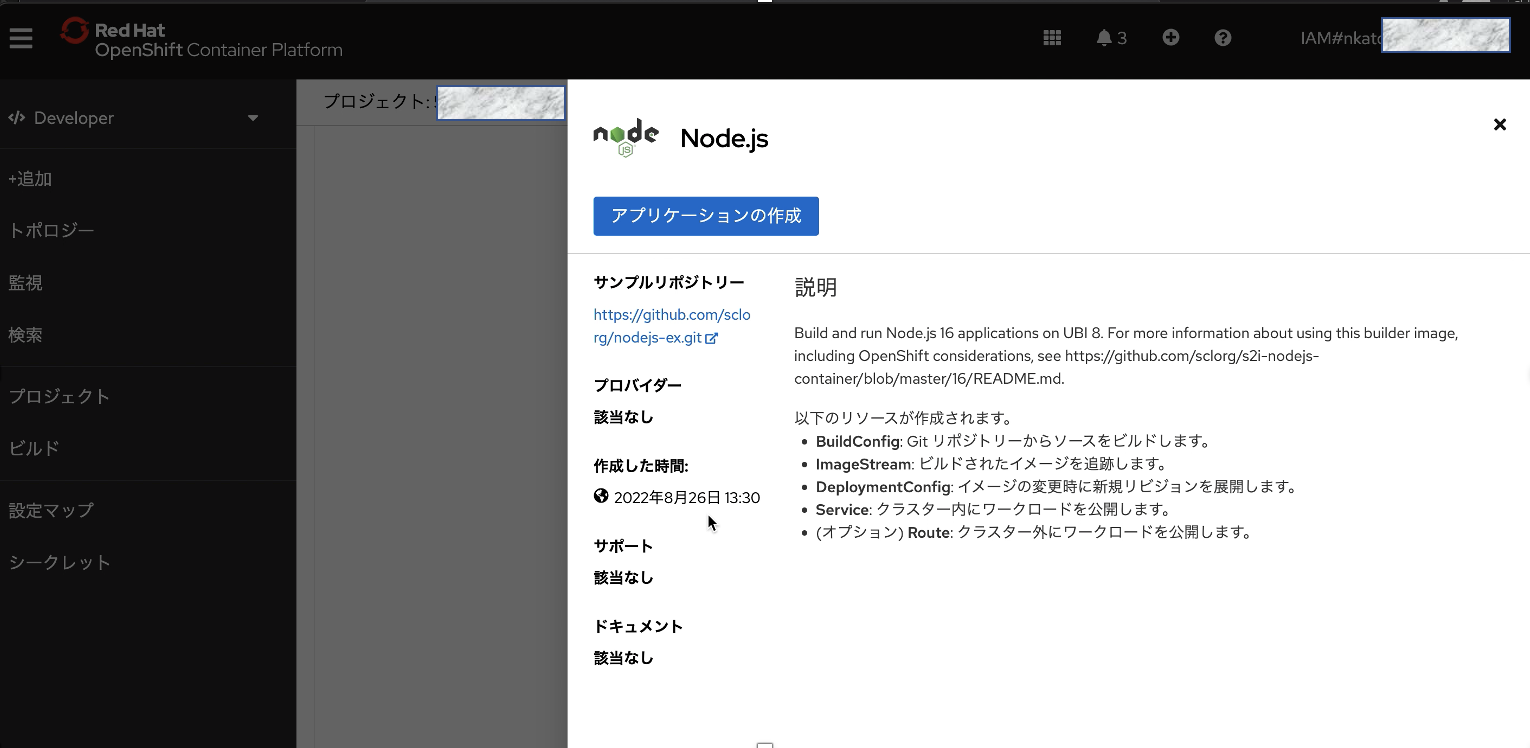 Red Hat
OpenShift Container Platform
3
IAM#nkato
Developer
プロジェクト:
+追加
トポロジー
監視
検索
プロジェクト
ビルド
設定マップ
シークレット
node
JS
Node.js
アプリケーションの作成
サンプルリポジトリー
https://github.com/sclo
rg/nodejs-ex.git
プロバイダー
該当なし
作成した時間:
2022年8月26日 13:30
サポート
該当なし
ドキュメント
該当なし
説明
Build and run Node.js 16 applications on UBI 8. For more information about using this builder image,
including OpenShift considerations, see https://github.com/sclorg/s2i-nodejs-
container/blob/master/16/README.md.
以下のリソースが作成されます。
• BuildConfig: Git リポジトリーからソースをビルドします。
• ImageStream: ビルドされたイメージを追跡します。
• DeploymentConfig: イメージの変更時に新規リビジョンを展開します。
• Service: クラスター内にワークロードを公開します。
• (オプション) Route: クラスター外にワークロードを公開します。